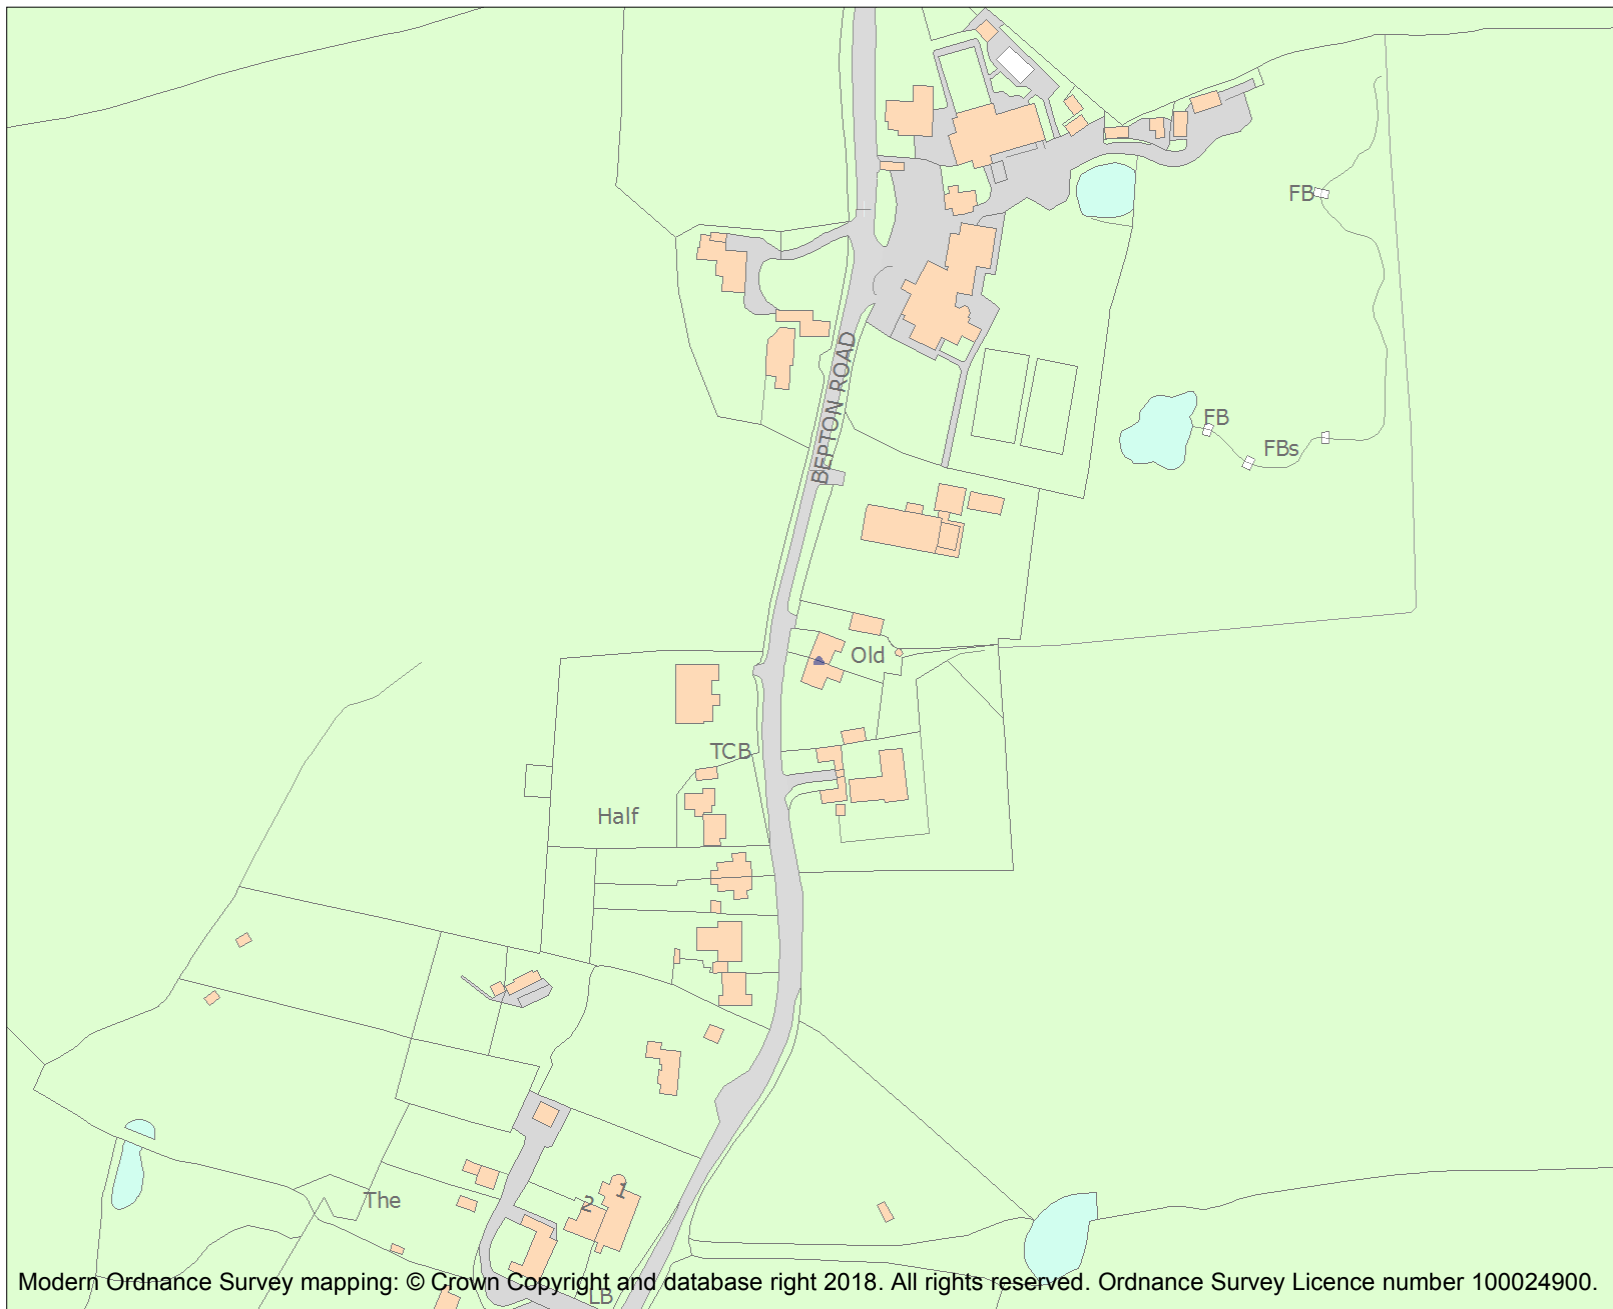 FB
BEPTON ROAD
FB
FBs
Old
TCB
Half
The
2
1
LB
Modern Ordnance Survey mapping: © Crown Copyright and database right 2018. All rights reserved. Ordnance Survey Licence number 100024900.